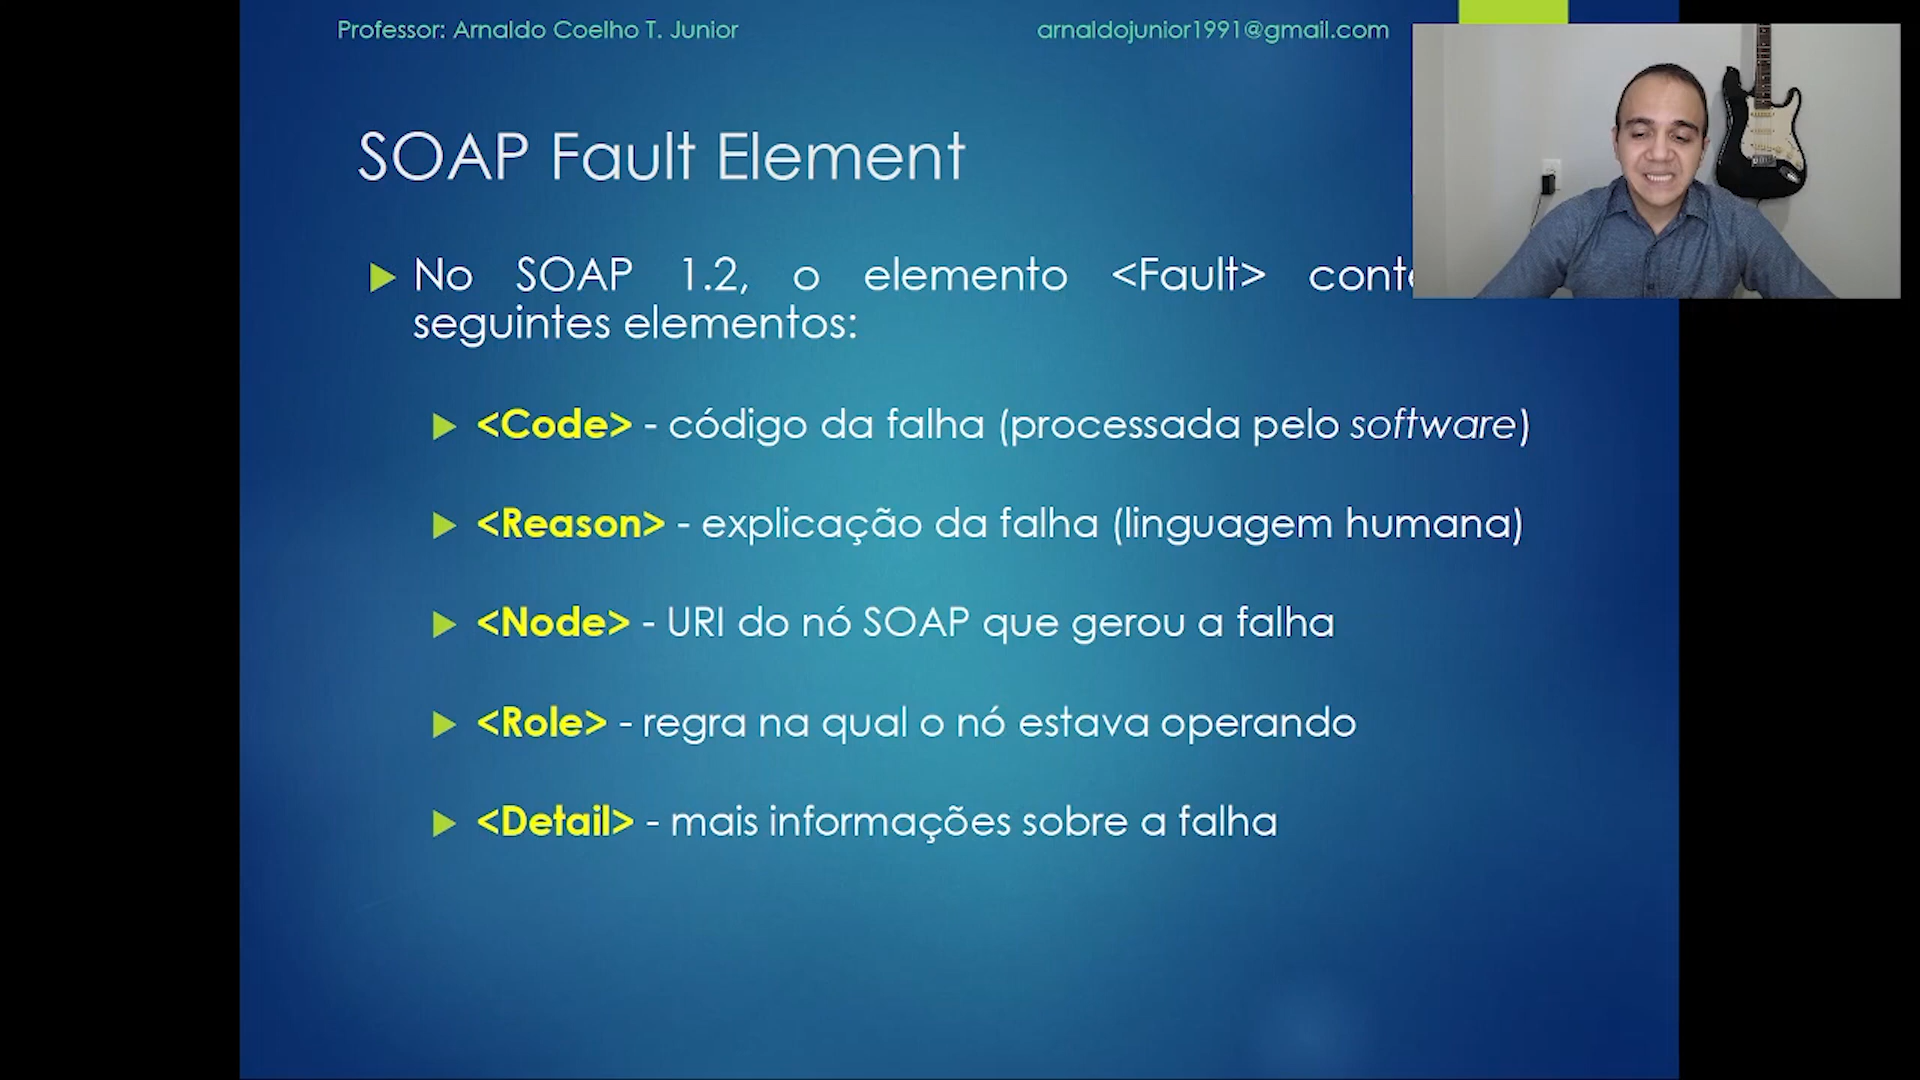 Professor: Arnaldo Coelho T. Junior
arnaldojunior1991@gmail.com
SOAP Fault Element
No SOAP 1.2, o elemento <Fault>
seguintes elementos:
<Code> - código da falha (processada pelo software)
<Reason> - explicação da falha (linguagem humana)
<Node> - URI do nó SOAP que gerou a falha
<Role> - regra na qual o nó estava operando
<Detail> - mais informações sobre a falha